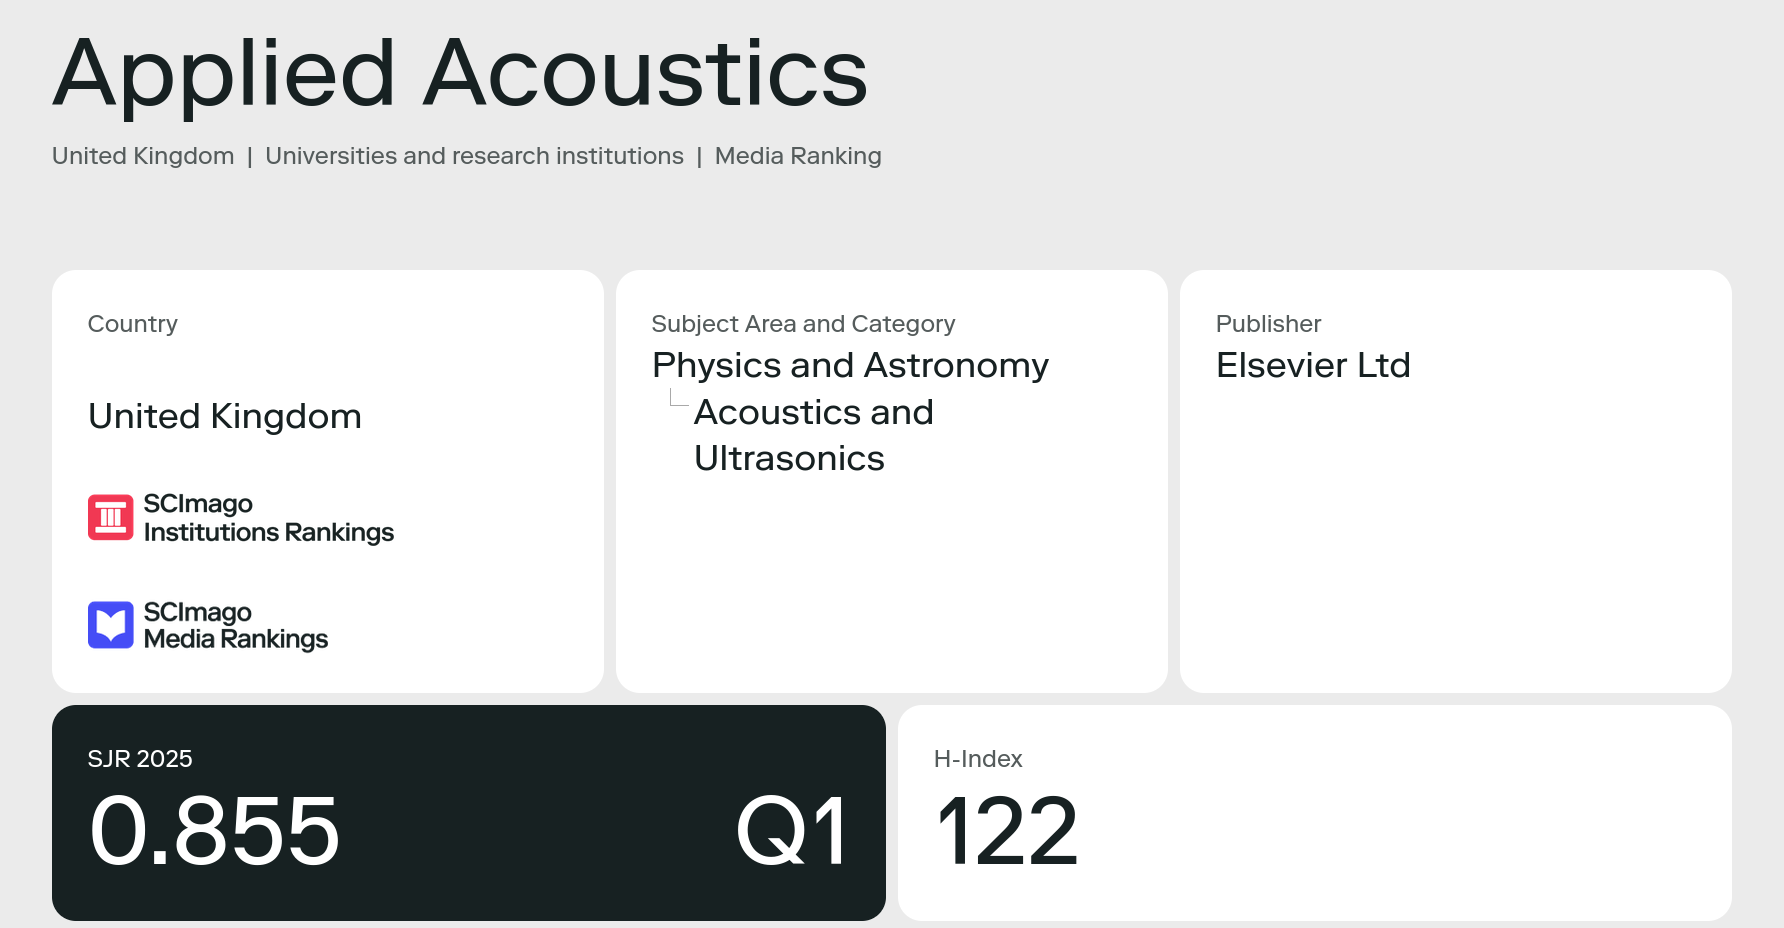 Applied Acoustics
United Kingdom | Universities and research institutions | Media Ranking
Country
United Kingdom
SCImago
Institutions Rankings
SCImago
Media Rankings
Subject Area and Category
Physics and Astronomy
Acoustics and
Ultrasonics
Publisher
Elsevier Ltd
SJR 2025
0.855
Q1
H-Index
122